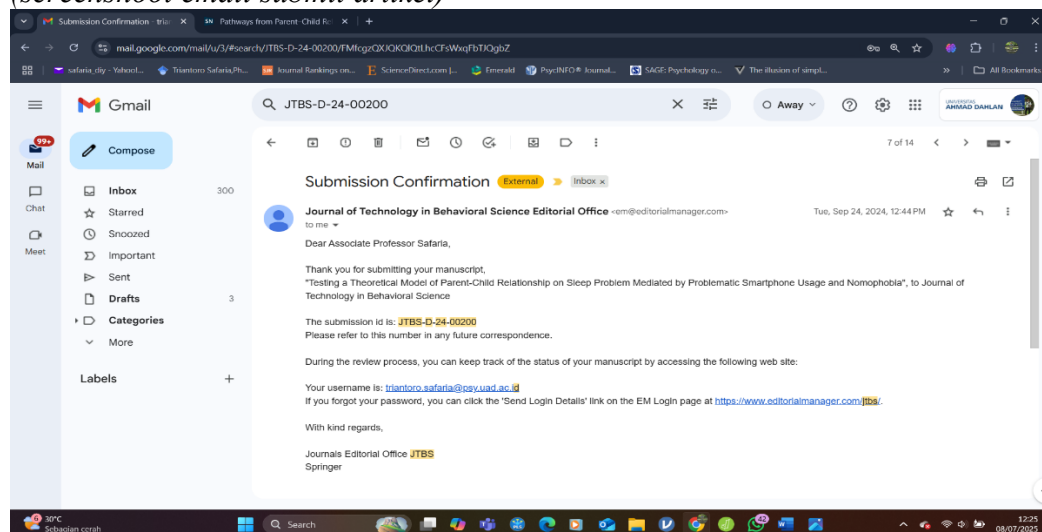 (screenshoot email submit artikel)
Submission Confirmation - trian
Pathways from Parent-Child Rel
mail.google.com/mail/u/3/#search/JTBS-D-24-00200/FMfcgzQXJQKQlQtLhcCFsWxqFbTJQgbZ
safaria_diy - Yahoo!...
Triantoro Safaria,Ph...
Journal Rankings on...
ScienceDirect.com |...
Emerald
PsycINFO® Journal...
SAGE: Psychology o...
The illusion of simpl...
All Bookmarks
Gmail
JTBS-D-24-00200
Away
UNIVERSITAS
AHMAD DAHLAN
99+
Mail
Chat
Meet
Compose
Inbox 300
Starred
Snoozed
Important
Sent
Drafts 3
Categories
More
Labels
7 of 14
Submission Confirmation External Inbox
Journal of Technology in Behavioral Science Editorial Office <em@editorialmanager.com>
Tue, Sep 24, 2024, 12:44 PM
to me
Dear Associate Professor Safaria,
Thank you for submitting your manuscript,
"Testing a Theoretical Model of Parent-Child Relationship on Sleep Problem Mediated by Problematic Smartphone Usage and Nomophobia", to Journal of
Technology in Behavioral Science
The submission id is: JTBS-D-24-00200
Please refer to this number in any future correspondence.
During the review process, you can keep track of the status of your manuscript by accessing the following web site:
Your username is: triantoro.safaria@psy.uad.ac.id
If you forgot your password, you can click the 'Send Login Details' link on the EM Login page at https://www.editorialmanager.com/jtbs/.
With kind regards,
Journals Editorial Office JTBS
Springer
30°C
Sebagian cerah
Search
12:25
08/07/2025